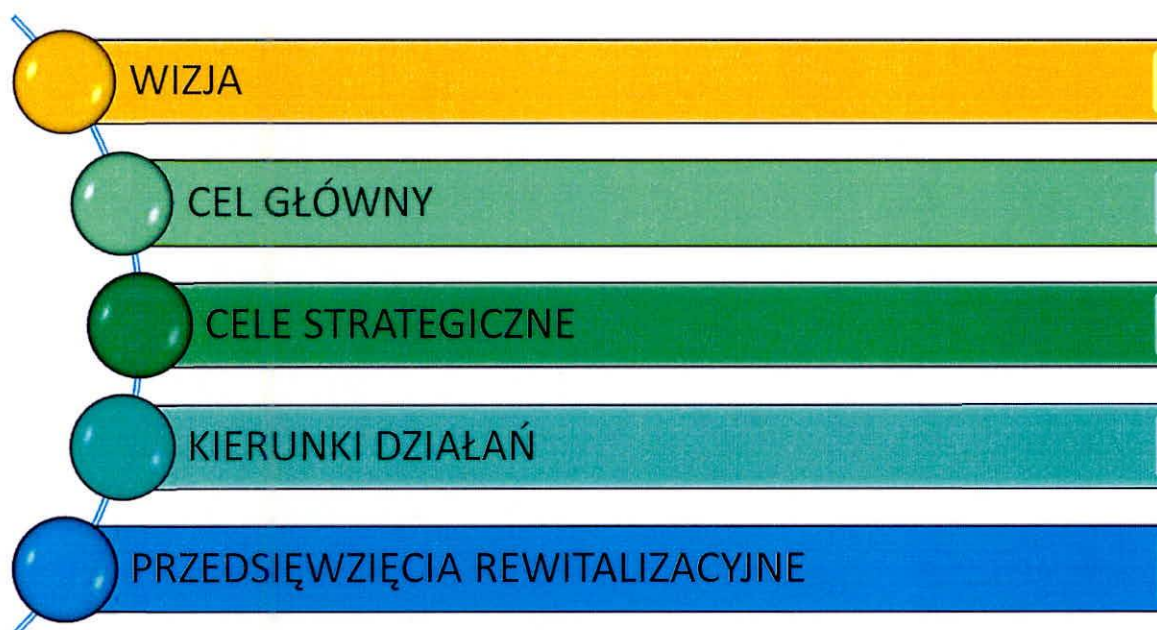 WIZJA
CEL GŁÓWNY
CELE STRATEGICZNE
KIERUNKI DZIAŁAŃ
PRZEDSIĘWZIĘCIA REWITALIZACYJNE